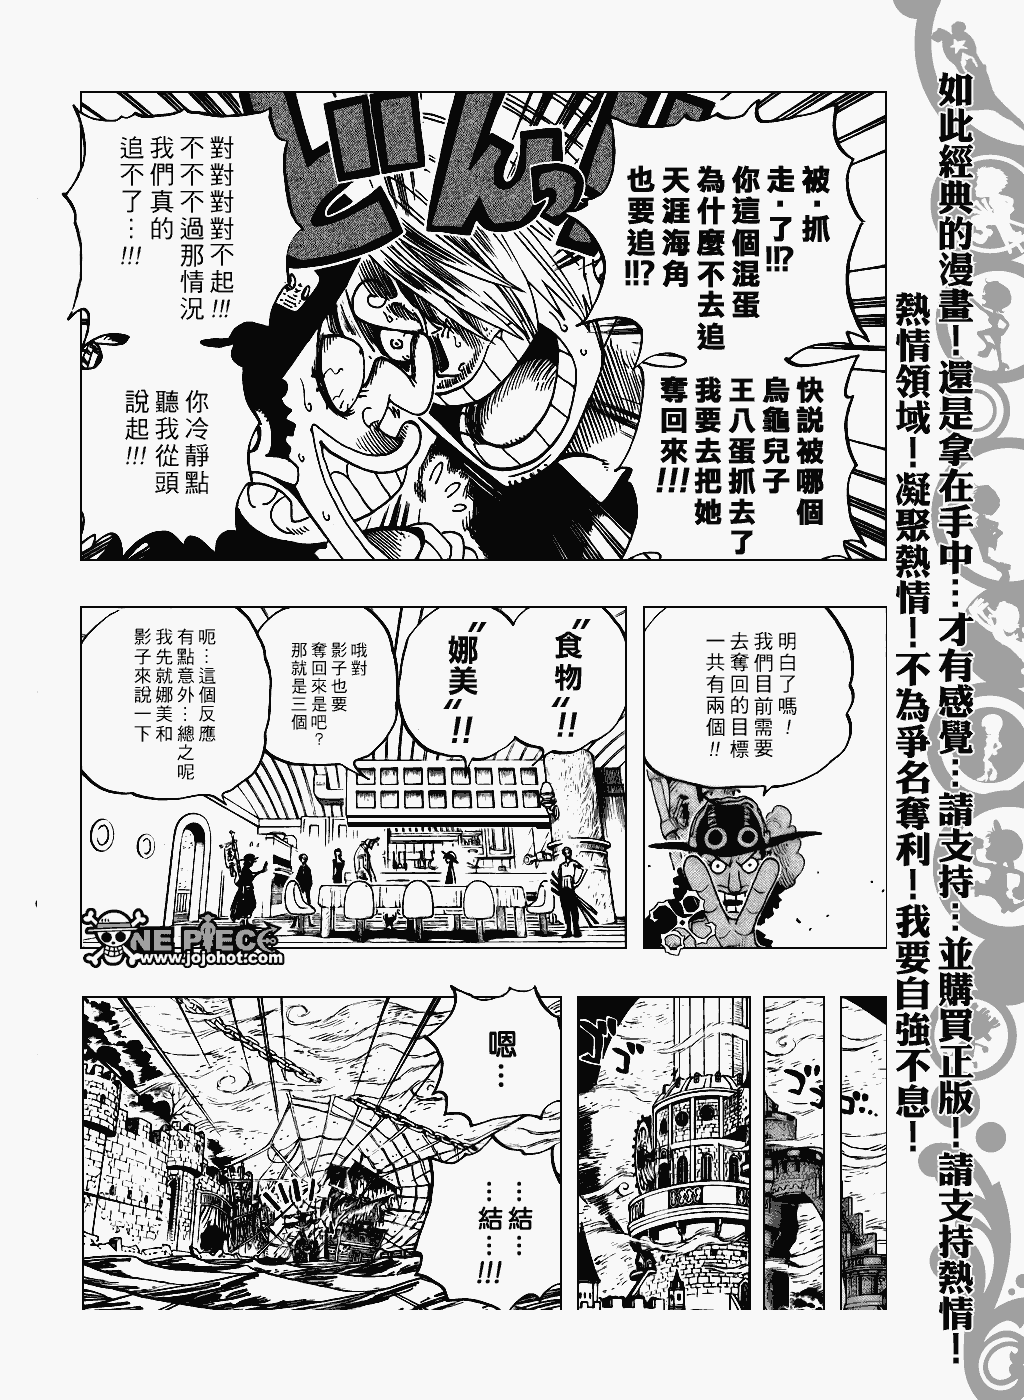 被·抓
走·了!?
你這個混蛋
為什麼不去追
天涯海角
也要追!!?
快說被哪個
烏龜兒子
王八蛋抓去了
我要去把她
奪回來!!!
對對對對不起!!!
不不不過那情況
我們真的
追不了…!!!
你冷靜點
聽我從頭
說起!!!
どんっ
明白了嗎!
我們目前需要
去奪回的目標
一共有兩個!!
“食物”!!
“娜美”!!
哦對
影子也要
奪回來是吧?
那就是三個
呃…這個反應
有點意外…總之呢
我先就娜美和
影子來說一下
ONE PIECE
www.jojohot.com
ゴゴ
ゴゴ
嗯…
…結…
…結…!!!
如此經典的漫畫!還是拿在手中…才有感覺…請支持…並購買正版!請支持熱情!
熱情領域!凝聚熱情!不為爭名奪利!我要自強不息!